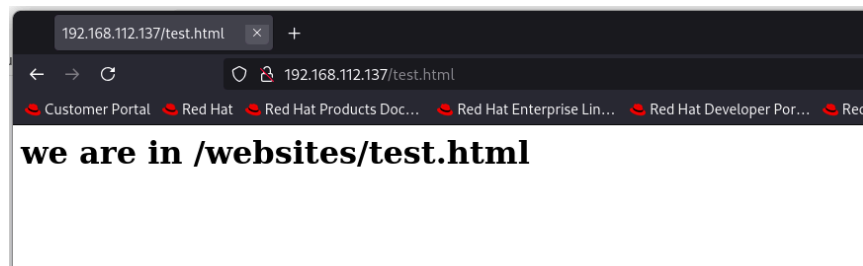 192.168.112.137/test.html
192.168.112.137/test.html
Customer Portal Red Hat Red Hat Products Doc... Red Hat Enterprise Lin... Red Hat Developer Por... Rec
we are in /websites/test.html